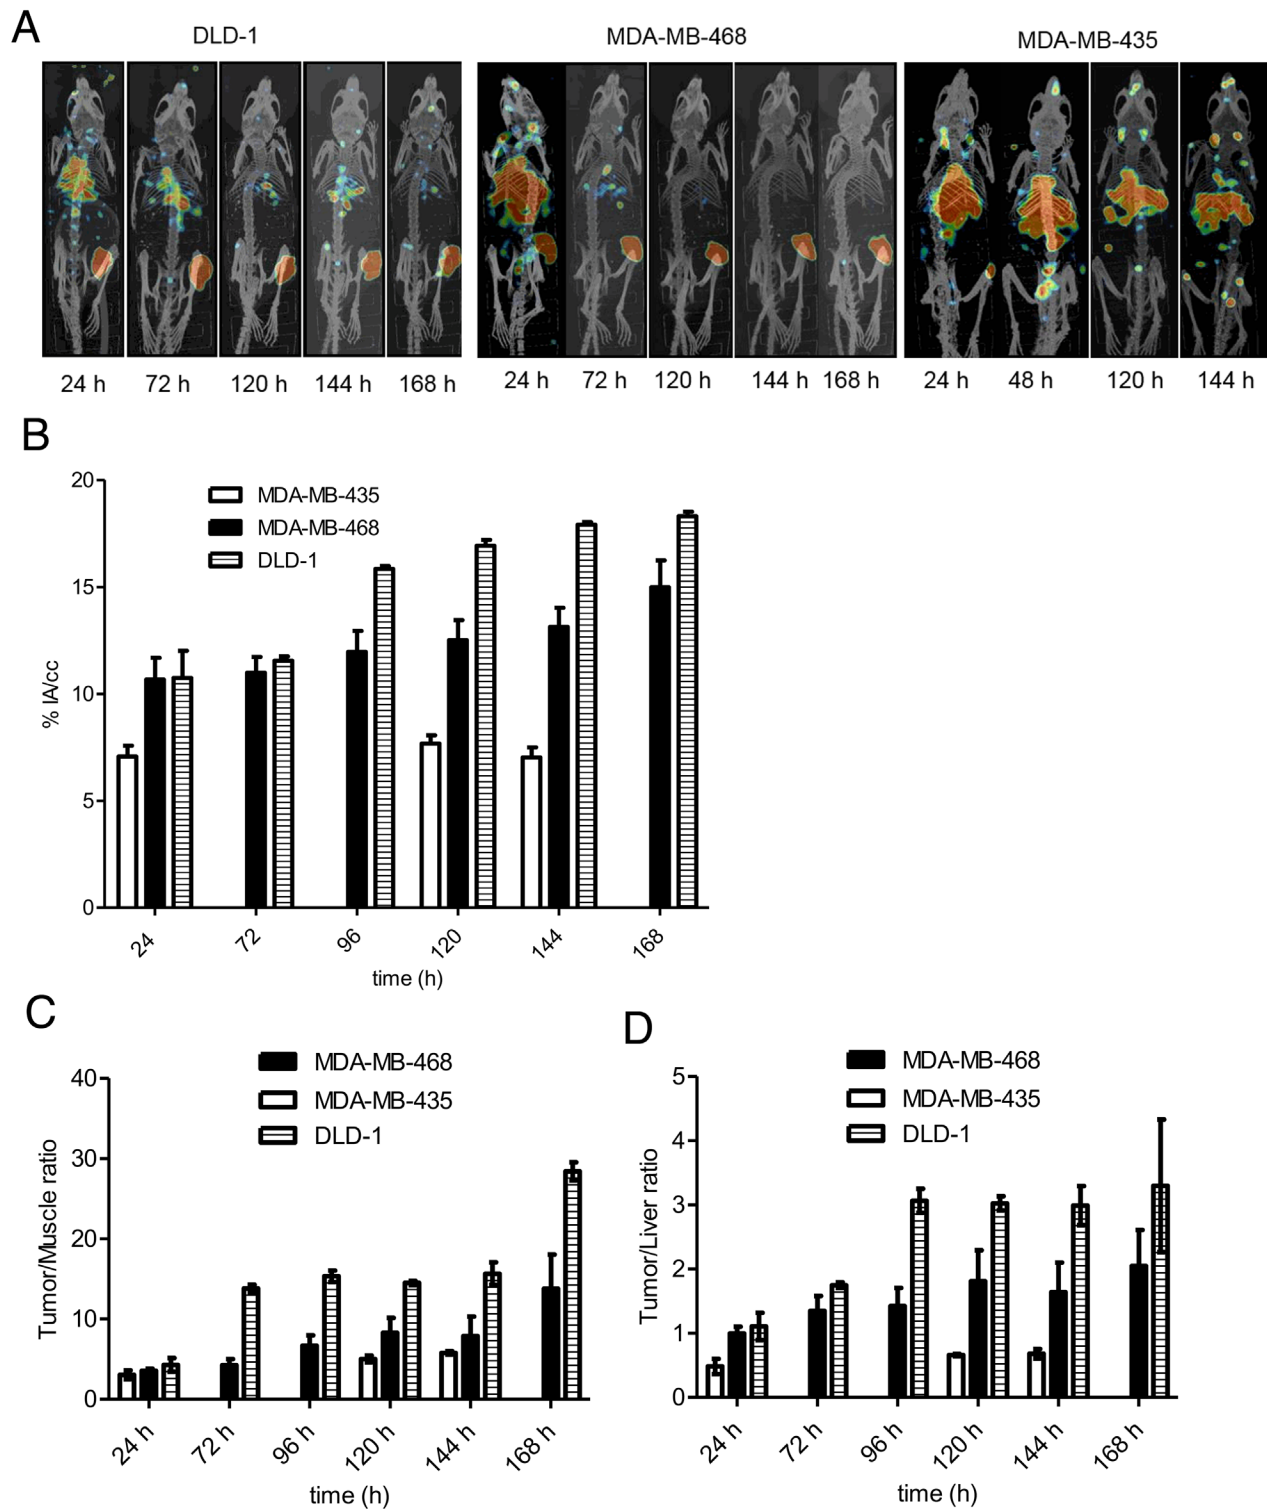 A
DLD-1
MDA-MB-468
MDA-MB-435
24 h 72 h 120 h 144 h 168 h
24 h 72 h 120 h 144 h 168 h
24 h 48 h 120 h 144 h
B
MDA-MB-435
MDA-MB-468
DLD-1
% IA/cc
20
15
10
5
0
24 72 96 120 144 168
time (h)
C
MDA-MB-468
MDA-MB-435
DLD-1
Tumor/Muscle ratio
40
30
20
10
0
24 h 72 h 96 h 120 h 144 h 168 h
time (h)
D
MDA-MB-468
MDA-MB-435
DLD-1
Tumor/Liver ratio
5
4
3
2
1
0
24 h 72 h 96 h 120 h 144 h 168 h
time (h)